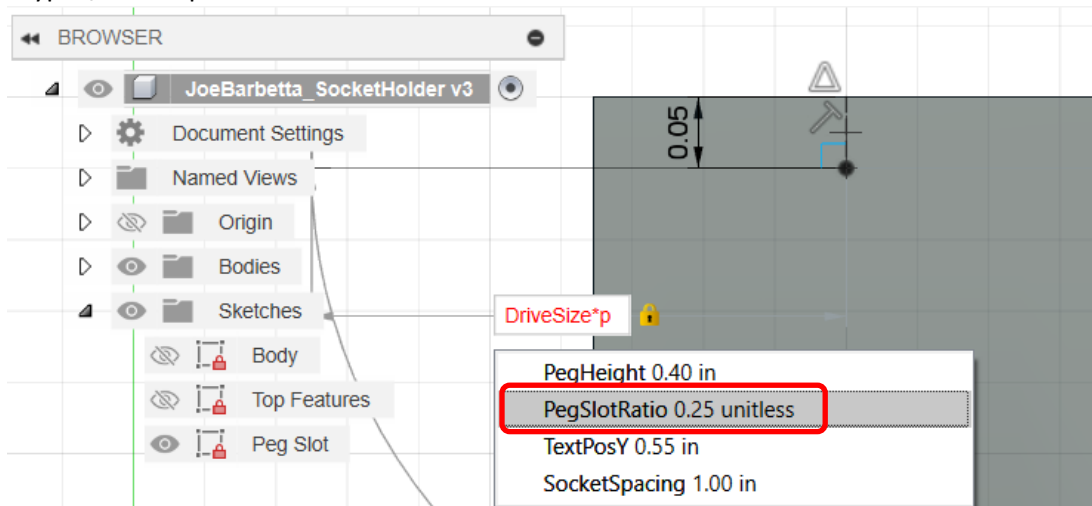 BROWSER
JoeBarbetta_SocketHolder v3
Document Settings
Named Views
Origin
Bodies
Sketches
Body
Top Features
Peg Slot
0.05
DriveSize*p
PegHeight 0.40 in
PegSlotRatio 0.25 unitless
TextPosY 0.55 in
SocketSpacing 1.00 in